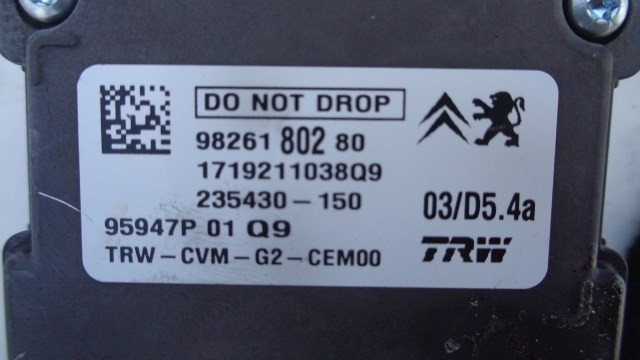 DO NOT DROP
98261 802 80
1719211038Q9
235430-150
03/D5.4a
95947P 01 Q9
TRW-CVM-G2-CEM00
TRW